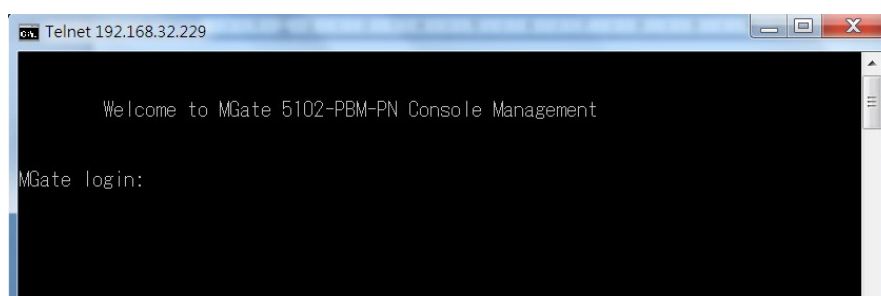 Telnet 192.168.32.229
Welcome to MGate 5102-PBM-PN Console Management
MGate login: